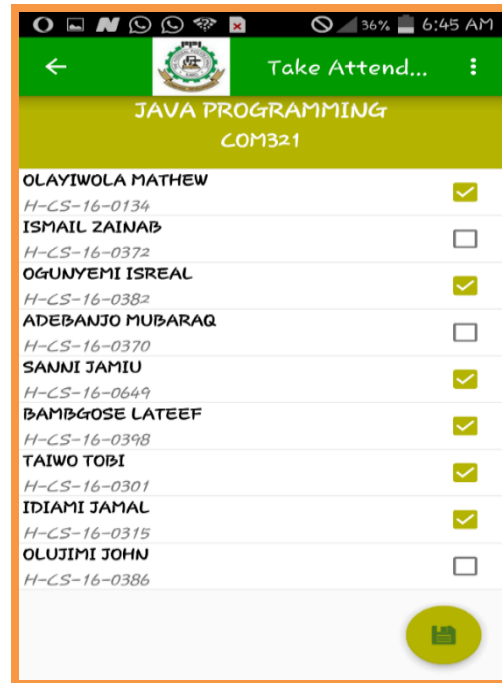 36% 6:45 AM
Take Attend...
JAVA PROGRAMMING
COM321
OLAYIWOLA MATHEW
H-CS-16-0134
ISMAIL ZAINAB
H-CS-16-0372
OGUNYEMI ISREAL
H-CS-16-0382
ADEBANJO MUBARAQ
H-CS-16-0370
SANNI JAMIU
H-CS-16-0649
BAMBGOSE LATEEF
H-CS-16-0398
TAIWO TOBI
H-CS-16-0301
IDIAMI JAMAL
H-CS-16-0315
OLUJIMI JOHN
H-CS-16-0386